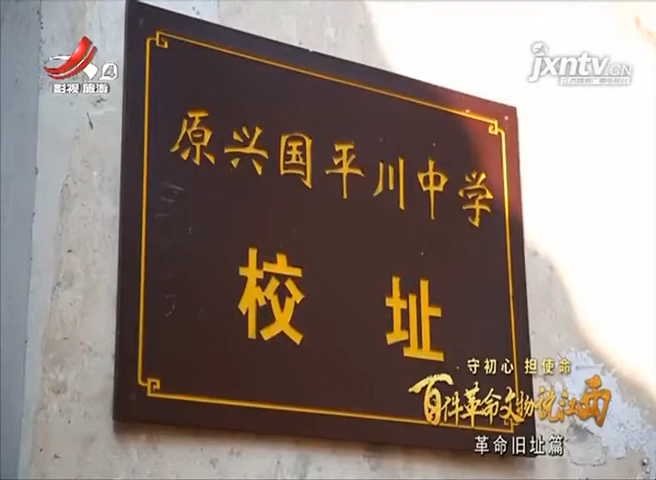 4
影视 旅游
jxntv.CN
原兴国平川中学
校址
守初心 担使命
百件革命文物说江西
革命旧址篇